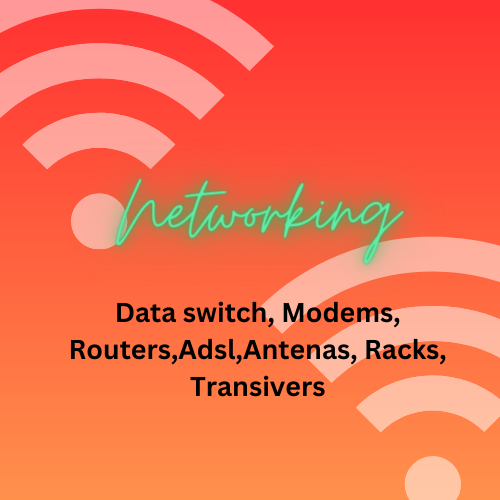 Networking
Data switch, Modems,
Routers,Adsl,Antenas, Racks,
Transivers